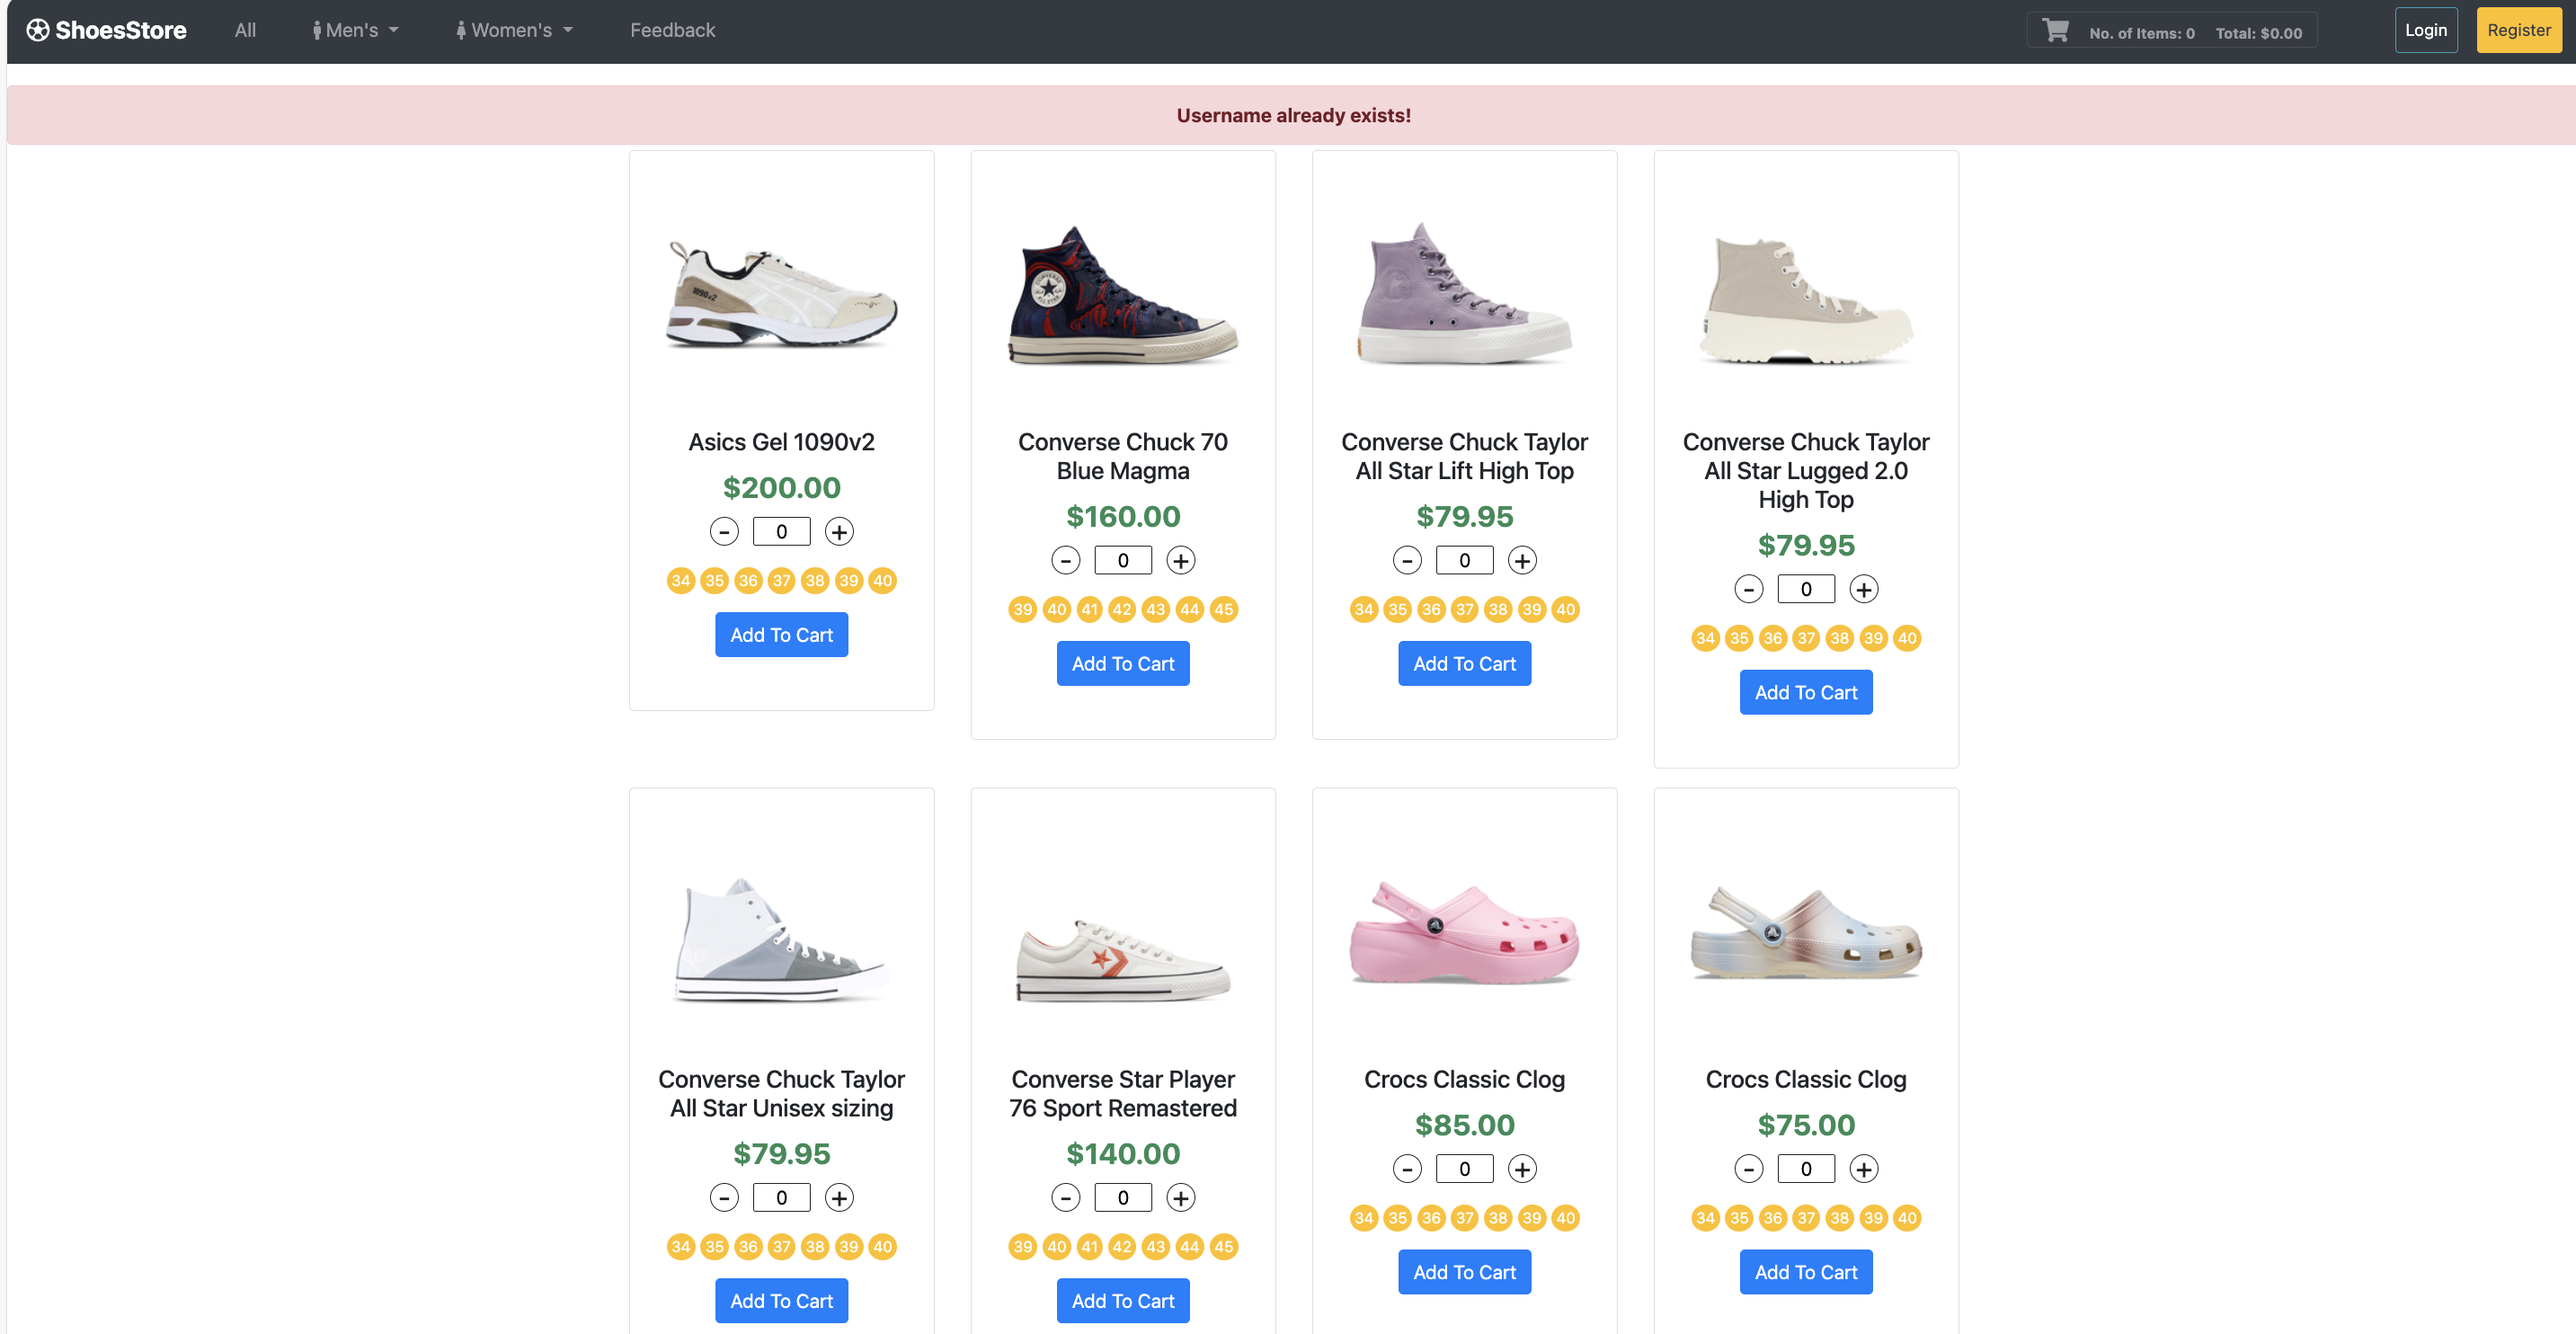 ShoesStore All Men's Women's Feedback No. of Items: 0 Total: $0.00 Login Register
Username already exists!
1090v2
Asics Gel 1090v2
$200.00
- 0 +
34 35 36 37 38 39 40
Add To Cart
Converse Chuck 70
Blue Magma
$160.00
- 0 +
39 40 41 42 43 44 45
Add To Cart
Converse Chuck Taylor
All Star Lift High Top
$79.95
- 0 +
34 35 36 37 38 39 40
Add To Cart
Converse Chuck Taylor
All Star Lugged 2.0
High Top
$79.95
- 0 +
34 35 36 37 38 39 40
Add To Cart
Converse Chuck Taylor
All Star Unisex sizing
$79.95
- 0 +
34 35 36 37 38 39 40
Add To Cart
Converse Star Player
76 Sport Remastered
$140.00
- 0 +
39 40 41 42 43 44 45
Add To Cart
Crocs Classic Clog
$85.00
- 0 +
34 35 36 37 38 39 40
Add To Cart
Crocs Classic Clog
$75.00
- 0 +
34 35 36 37 38 39 40
Add To Cart